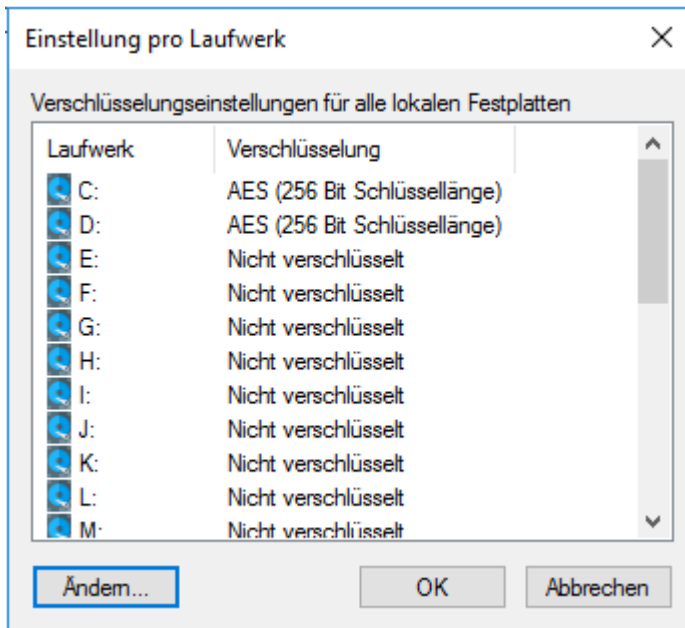 Einstellung pro Laufwerk
Verschlüsselungseinstellungen für alle lokalen Festplatten
Laufwerk Verschlüsselung
C: AES (256 Bit Schlüssellänge)
D: AES (256 Bit Schlüssellänge)
E: Nicht verschlüsselt
F: Nicht verschlüsselt
G: Nicht verschlüsselt
H: Nicht verschlüsselt
I: Nicht verschlüsselt
J: Nicht verschlüsselt
K: Nicht verschlüsselt
L: Nicht verschlüsselt
M: Nicht verschlüsselt
Ändern... OK Abbrechen